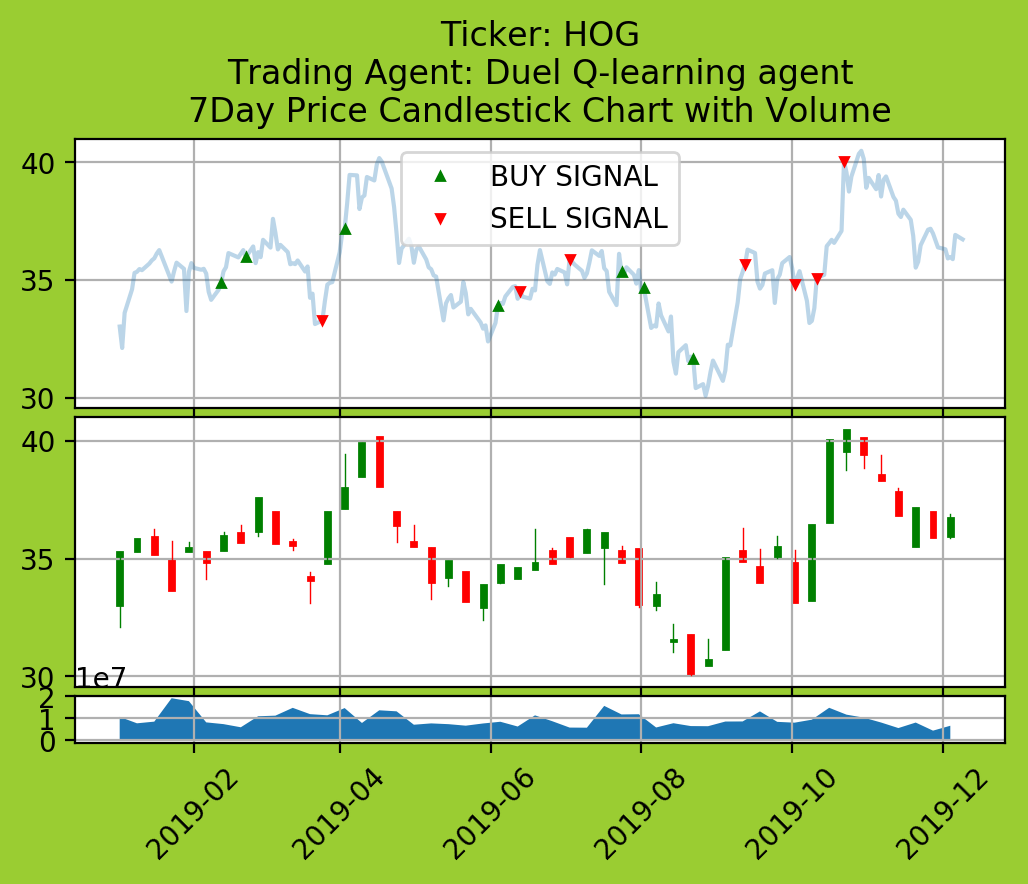 Ticker: HOG
Trading Agent: Duel Q-learning agent
7Day Price Candlestick Chart with Volume
40
35
30
BUY SIGNAL
SELL SIGNAL
40
35
30
1e7
2
1
0
2019-02
2019-04
2019-06
2019-08
2019-10
2019-12